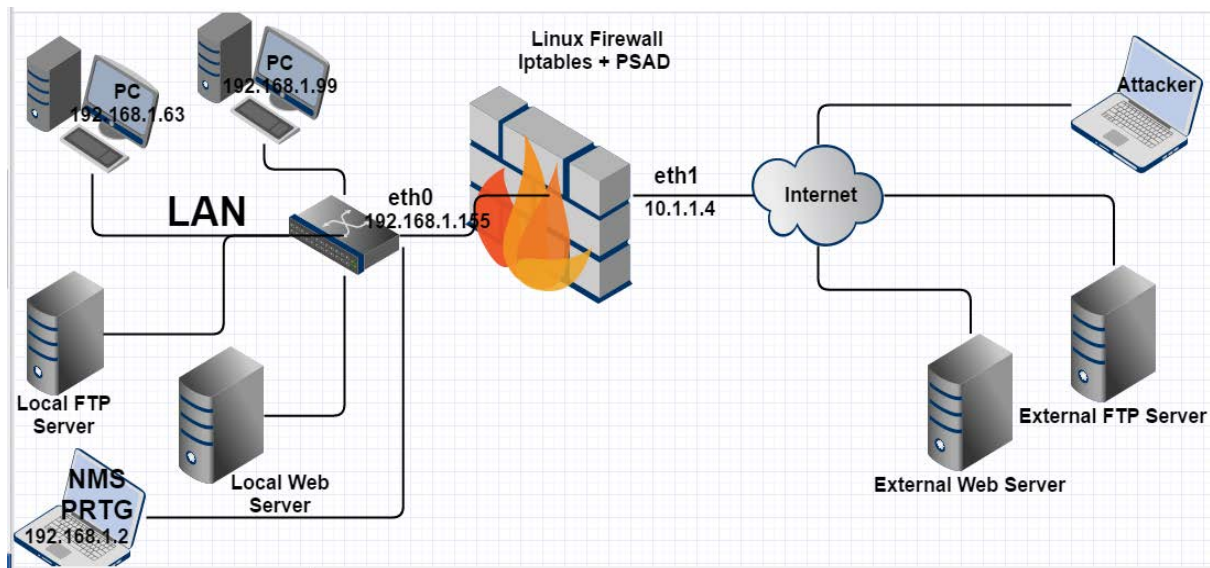 Linux Firewall
Iptables + PSAD
PC
192.168.1.99
PC
192.168.1.63
Attacker
LAN
eth0
192.168.1.155
eth1
10.1.1.4
Internet
Local FTP
Server
Local Web
Server
NMS
PRTG
192.168.1.2
External FTP Server
External Web Server